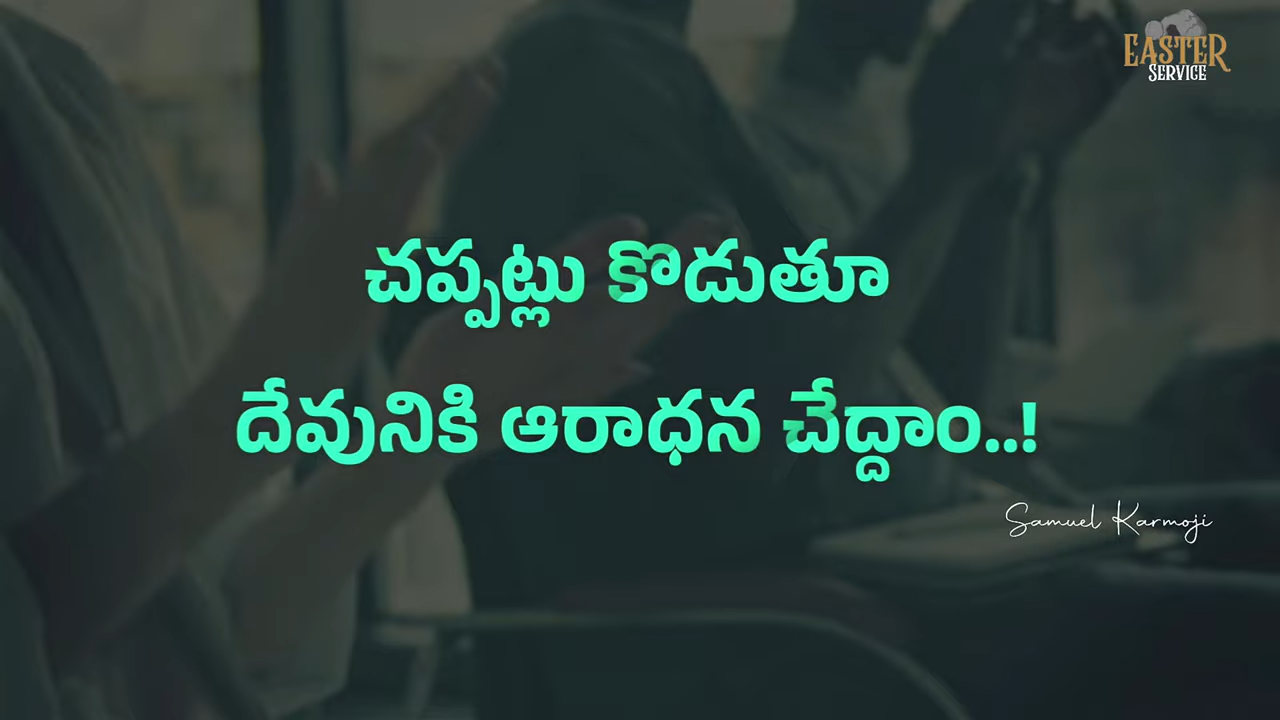 EASTER
SERVICE
చప్పట్లు కొడుతూ
దేవునికి ఆరాధన చేద్దాం..!
Samuel Karmoji